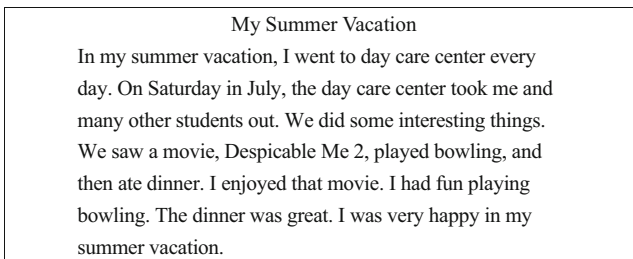 My Summer Vacation
In my summer vacation, I went to day care center every
day. On Saturday in July, the day care center took me and
many other students out. We did some interesting things.
We saw a movie, Despicable Me 2, played bowling, and
then ate dinner. I enjoyed that movie. I had fun playing
bowling. The dinner was great. I was very happy in my
summer vacation.